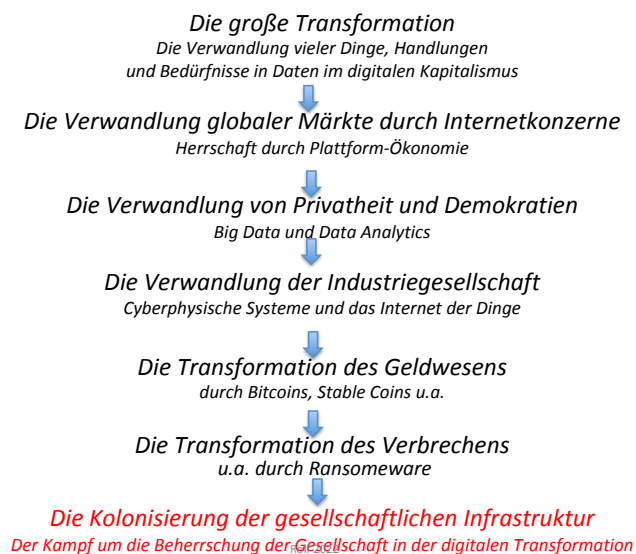 Die große Transformation
Die Verwandlung vieler Dinge, Handlungen
und Bedürfnisse in Daten im digitalen Kapitalismus
Die Verwandlung globaler Märkte durch Internetkonzerne
Herrschaft durch Plattform-Ökonomie
Die Verwandlung von Privatheit und Demokratien
Big Data und Data Analytics
Die Verwandlung der Industriegesellschaft
Cyberphysische Systeme und das Internet der Dinge
Die Transformation des Geldwesens
durch Bitcoins, Stable Coins u.a.
Die Transformation des Verbrechens
u.a. durch Ransomeware
Die Kolonisierung der gesellschaftlichen Infrastruktur
Der Kampf um die Beherrschung der Gesellschaft in der digitalen Transformation